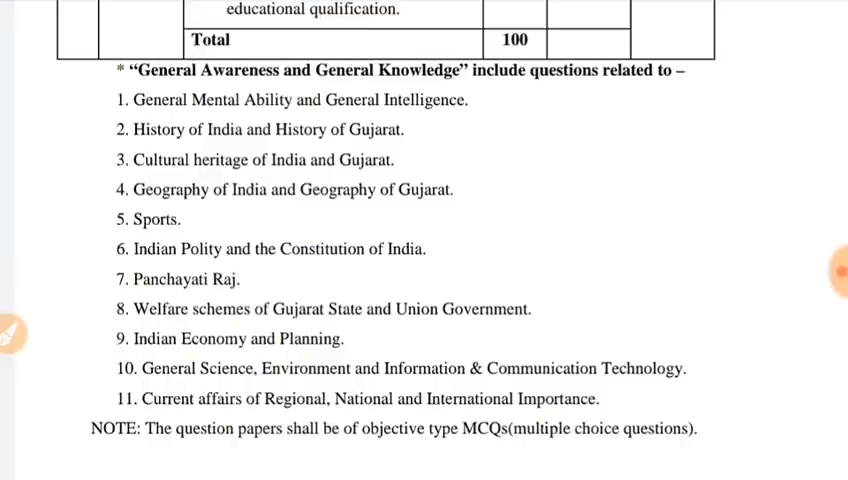 educational qualification.
Total 100
* “General Awareness and General Knowledge” include questions related to –
1. General Mental Ability and General Intelligence.
2. History of India and History of Gujarat.
3. Cultural heritage of India and Gujarat.
4. Geography of India and Geography of Gujarat.
5. Sports.
6. Indian Polity and the Constitution of India.
7. Panchayati Raj.
8. Welfare schemes of Gujarat State and Union Government.
9. Indian Economy and Planning.
10. General Science, Environment and Information & Communication Technology.
11. Current affairs of Regional, National and International Importance.
NOTE: The question papers shall be of objective type MCQs(multiple choice questions).